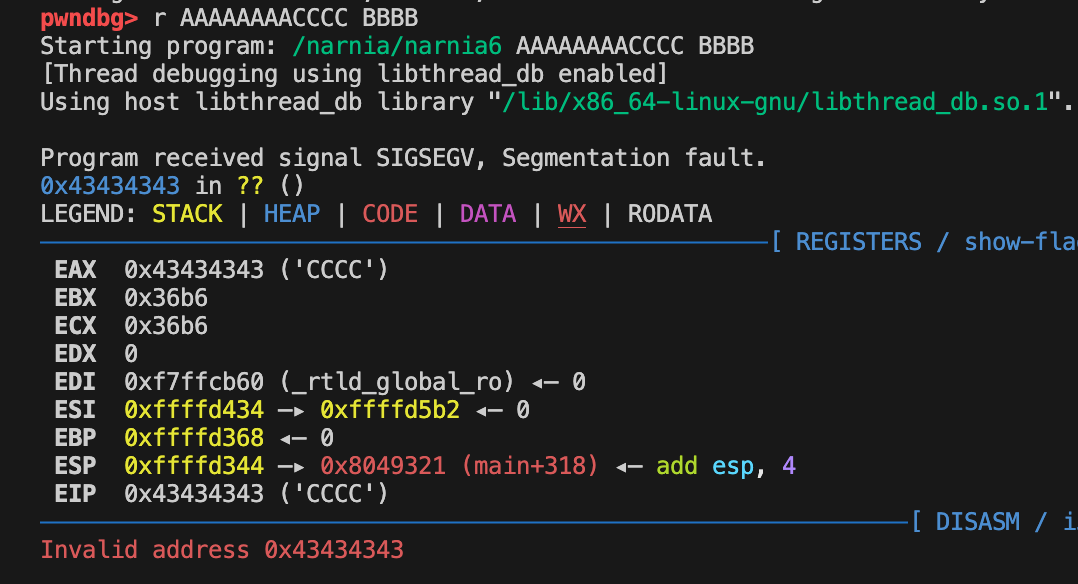 pwndbg> r AAAAAAAACCCC BBBB
Starting program: /narnia/narnia6 AAAAAAAACCCC BBBB
[Thread debugging using libthread_db enabled]
Using host libthread_db library "/lib/x86_64-linux-gnu/libthread_db.so.1".
Program received signal SIGSEGV, Segmentation fault.
0x43434343 in ?? ()
LEGEND: STACK | HEAP | CODE | DATA | WX | RODATA
[ REGISTERS / show-fla
EAX 0x43434343 ('CCCC')
EBX 0x36b6
ECX 0x36b6
EDX 0
EDI 0xf7ffcb60 (_rtld_global_ro) ◂— 0
ESI 0xffffd434 —▸ 0xffffd5b2 ◂— 0
EBP 0xffffd368 ◂— 0
ESP 0xffffd344 —▸ 0x8049321 (main+318) ◂— add esp, 4
EIP 0x43434343 ('CCCC')
[ DISASM / i
Invalid address 0x43434343